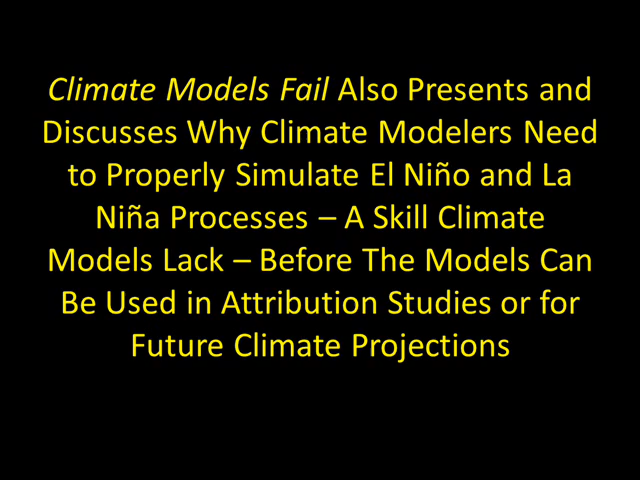 Climate Models Fail Also Presents and
Discusses Why Climate Modelers Need
to Properly Simulate El Niño and La
Niña Processes – A Skill Climate
Models Lack – Before The Models Can
Be Used in Attribution Studies or for
Future Climate Projections